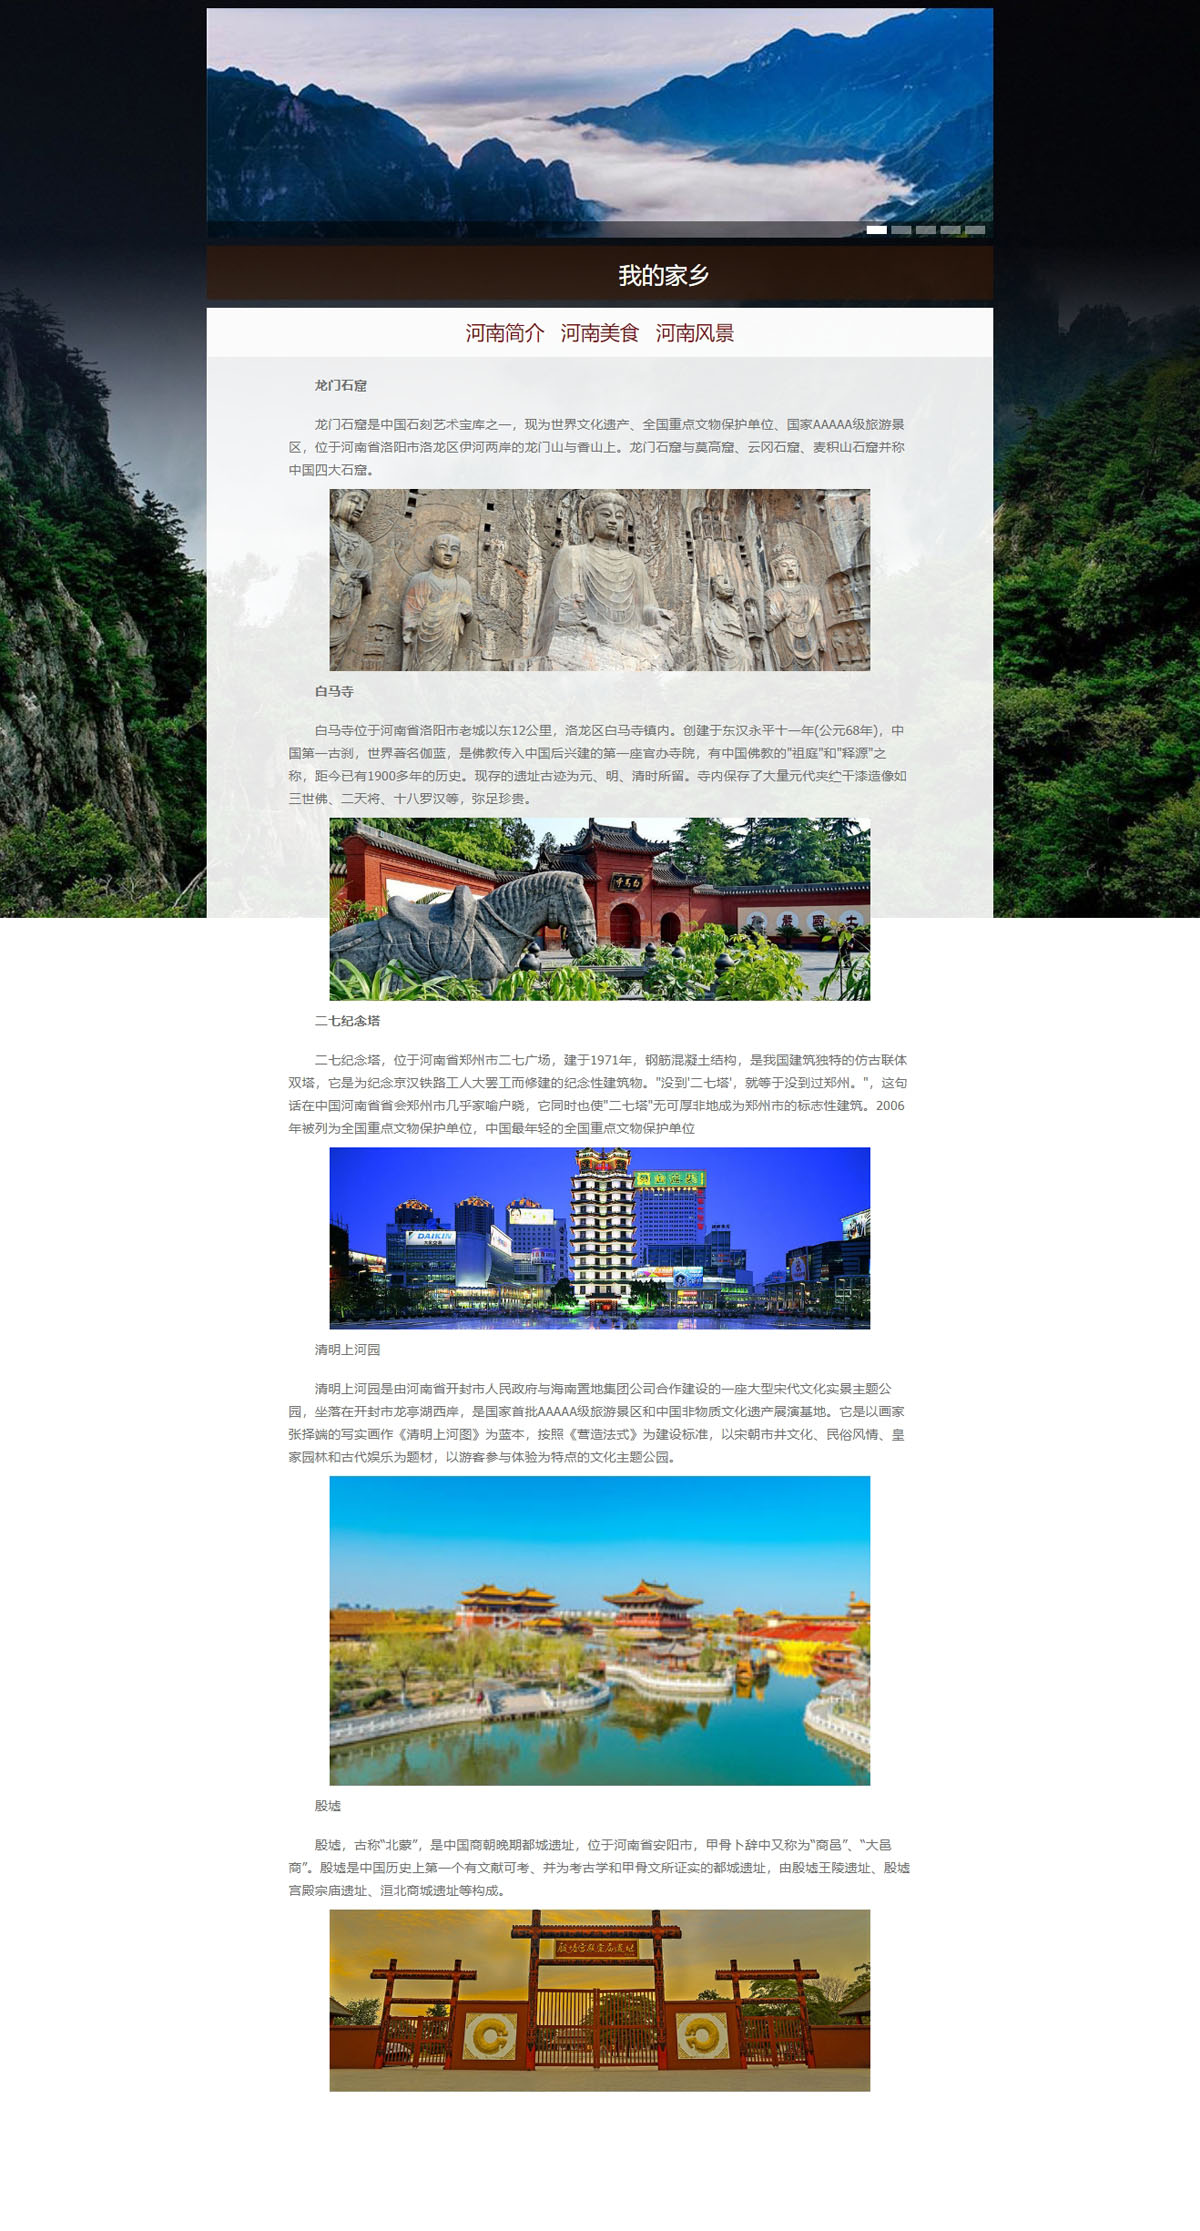 我的家乡
河南简介 河南美食 河南风景
龙门石窟
龙门石窟是中国石刻艺术宝库之一，现为世界文化遗产、全国重点文物保护单位、国家AAAAA级旅游景
区，位于河南省洛阳市洛龙区伊河两岸的龙门山与香山上。龙门石窟与莫高窟、云冈石窟、麦积山石窟并称
中国四大石窟。
白马寺
白马寺位于河南省洛阳市老城以东12公里，洛龙区白马寺镇内。创建于东汉永平十一年(公元68年)，中
国第一古刹，世界著名伽蓝，是佛教传入中国后兴建的第一座官办寺院，有中国佛教的"祖庭"和"释源"之
称，距今已有1900多年的历史。现存的遗址古迹为元、明、清时所留。寺内保存了大量元代夹纻干漆造像如
三世佛、二天将、十八罗汉等，弥足珍贵。
二七纪念塔
二七纪念塔，位于河南省郑州市二七广场，建于1971年，钢筋混凝土结构，是我国建筑独特的仿古联体
双塔，它是为纪念京汉铁路工人大罢工而修建的纪念性建筑物。"没到'二七塔'，就等于没到过郑州。"，这句
话在中国河南省省会郑州市几乎家喻户晓，它同时也使"二七塔"无可厚非地成为郑州市的标志性建筑。2006
年被列为全国重点文物保护单位，中国最年轻的全国重点文物保护单位
DAIKIN
清明上河园
清明上河园是由河南省开封市人民政府与海南置地集团公司合作建设的一座大型宋代文化实景主题公
园，坐落在开封市龙亭湖西岸，是国家首批AAAAA级旅游景区和中国非物质文化遗产展演基地。它是以画家
张择端的写实画作《清明上河图》为蓝本，按照《营造法式》为建设标准，以宋朝市井文化、民俗风情、皇
家园林和古代娱乐为题材，以游客参与体验为特点的文化主题公园。
殷墟
殷墟，古称“北蒙”，是中国商朝晚期都城遗址，位于河南省安阳市，甲骨卜辞中又称为“商邑”、“大邑
商”。殷墟是中国历史上第一个有文献可考、并为考古学和甲骨文所证实的都城遗址，由殷墟王陵遗址、殷墟
宫殿宗庙遗址、洹北商城遗址等构成。
殷墟宫殿宗庙遗址